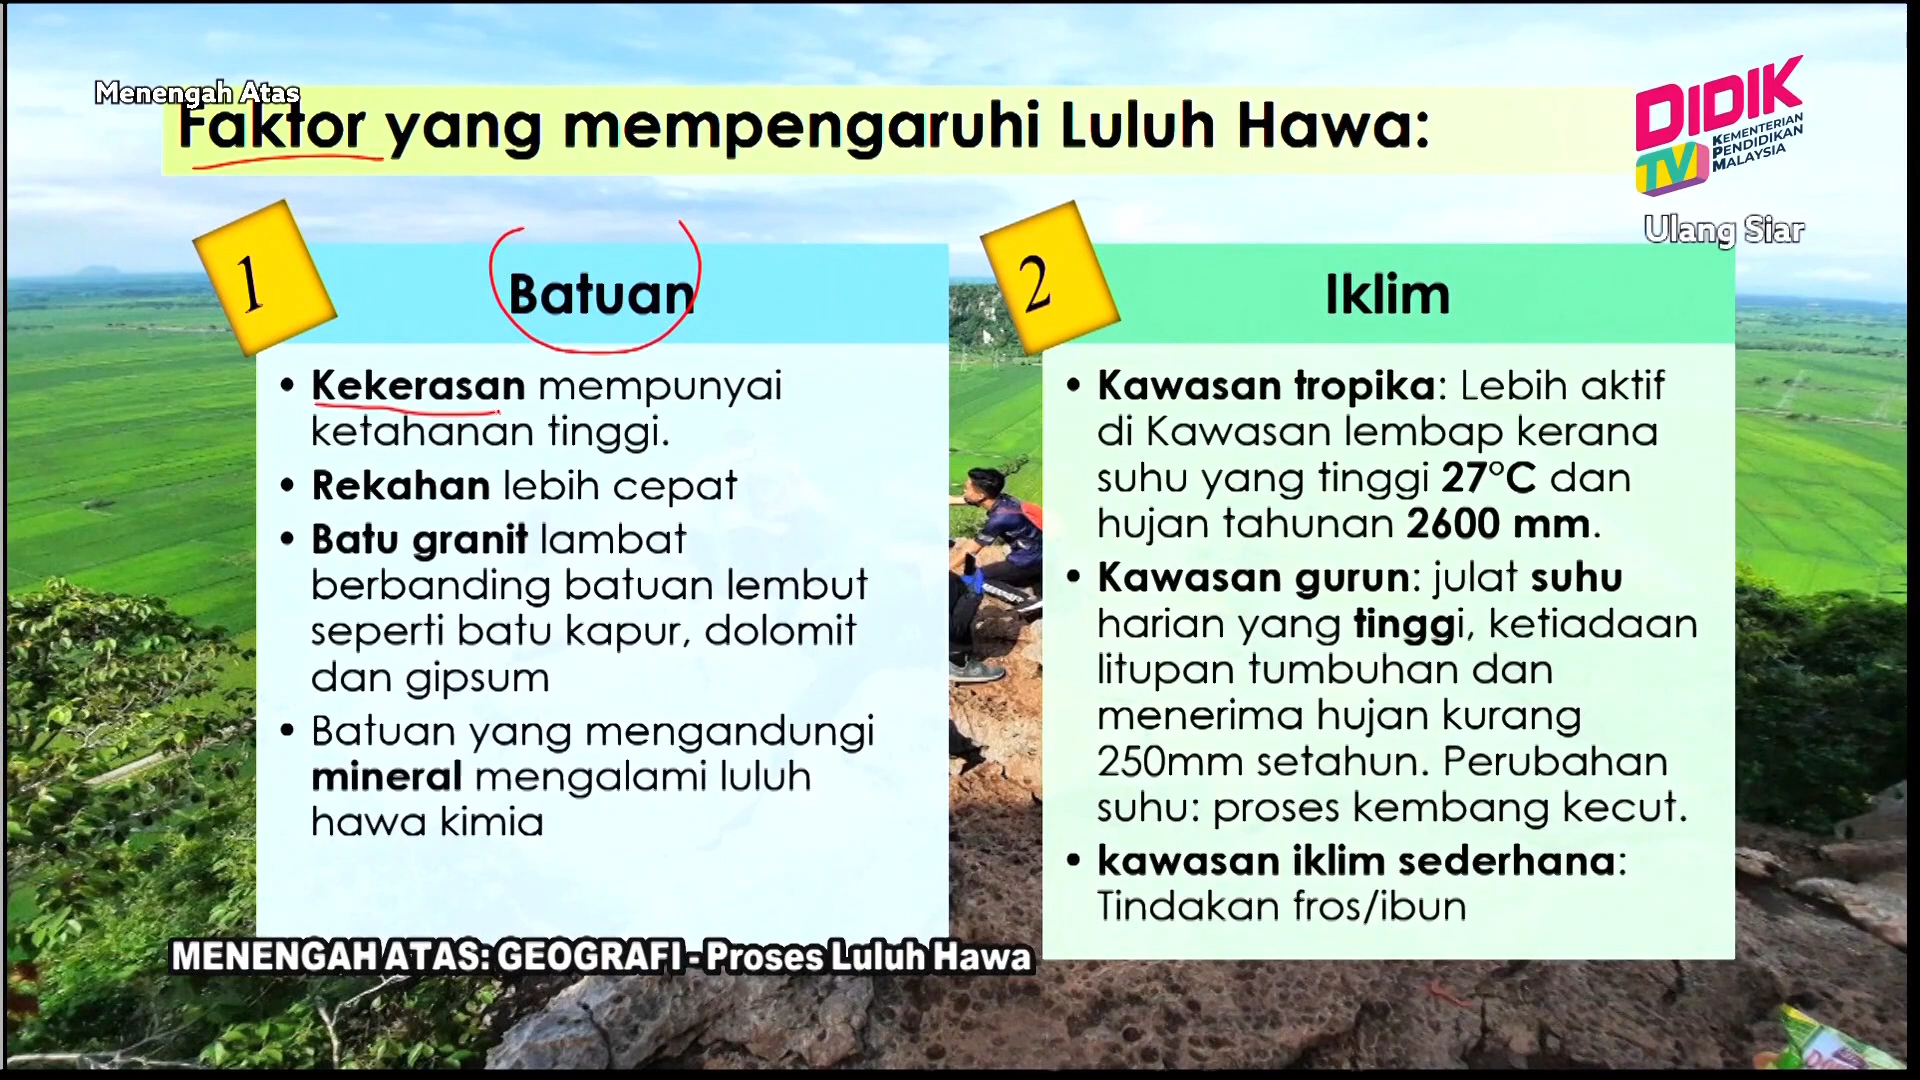 Menengah Atas
Faktor yang mempengaruhi Luluh Hawa:
DIDIK
TV
KEMENTERIAN
PENDIDIKAN
MALAYSIA
Ulang Siar
1
Batuan
• Kekerasan mempunyai
ketahanan tinggi.
• Rekahan lebih cepat
• Batu granit lambat
berbanding batuan lembut
seperti batu kapur, dolomit
dan gipsum
• Batuan yang mengandungi
mineral mengalami luluh
hawa kimia
2
Iklim
• Kawasan tropika: Lebih aktif
di Kawasan lembap kerana
suhu yang tinggi 27°C dan
hujan tahunan 2600 mm.
• Kawasan gurun: julat suhu
harian yang tinggi, ketiadaan
litupan tumbuhan dan
menerima hujan kurang
250mm setahun. Perubahan
suhu: proses kembang kecut.
• kawasan iklim sederhana:
Tindakan fros/ibun
MENENGAH ATAS: GEOGRAFI - Proses Luluh Hawa